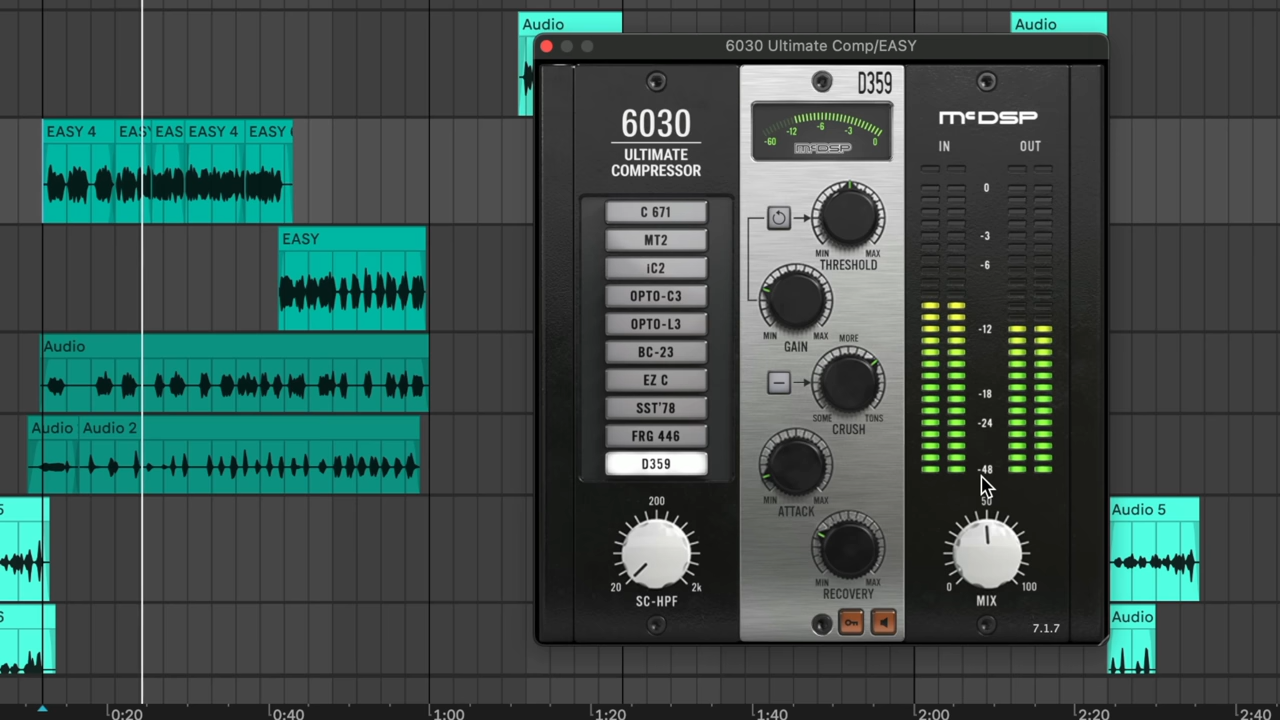 Audio
Audio
6030 Ultimate Comp/EASY
EASY 4
EAS
EAS
EASY 4
EASY
EASY
Audio
Audio
Audio 2
5
6
6030
ULTIMATE
COMPRESSOR
C 671
MT2
iC2
OPTO-C3
OPTO-L3
BC-23
EZ C
SST'78
FRG 446
D359
200
20
2k
SC-HPF
D359
-60 -12 -6 -3 0
McDSP
MIN MAX
THRESHOLD
MIN MAX
GAIN
MORE
SOME TONS
CRUSH
MIN MAX
ATTACK
MIN MAX
RECOVERY
McDSP
IN OUT
0
-3
-6
-12
-18
-24
-48
50
0 100
MIX
7.1.7
Audio 5
Audio
0:20 0:40 1:00 1:20 1:40 2:00 2:20 2:40